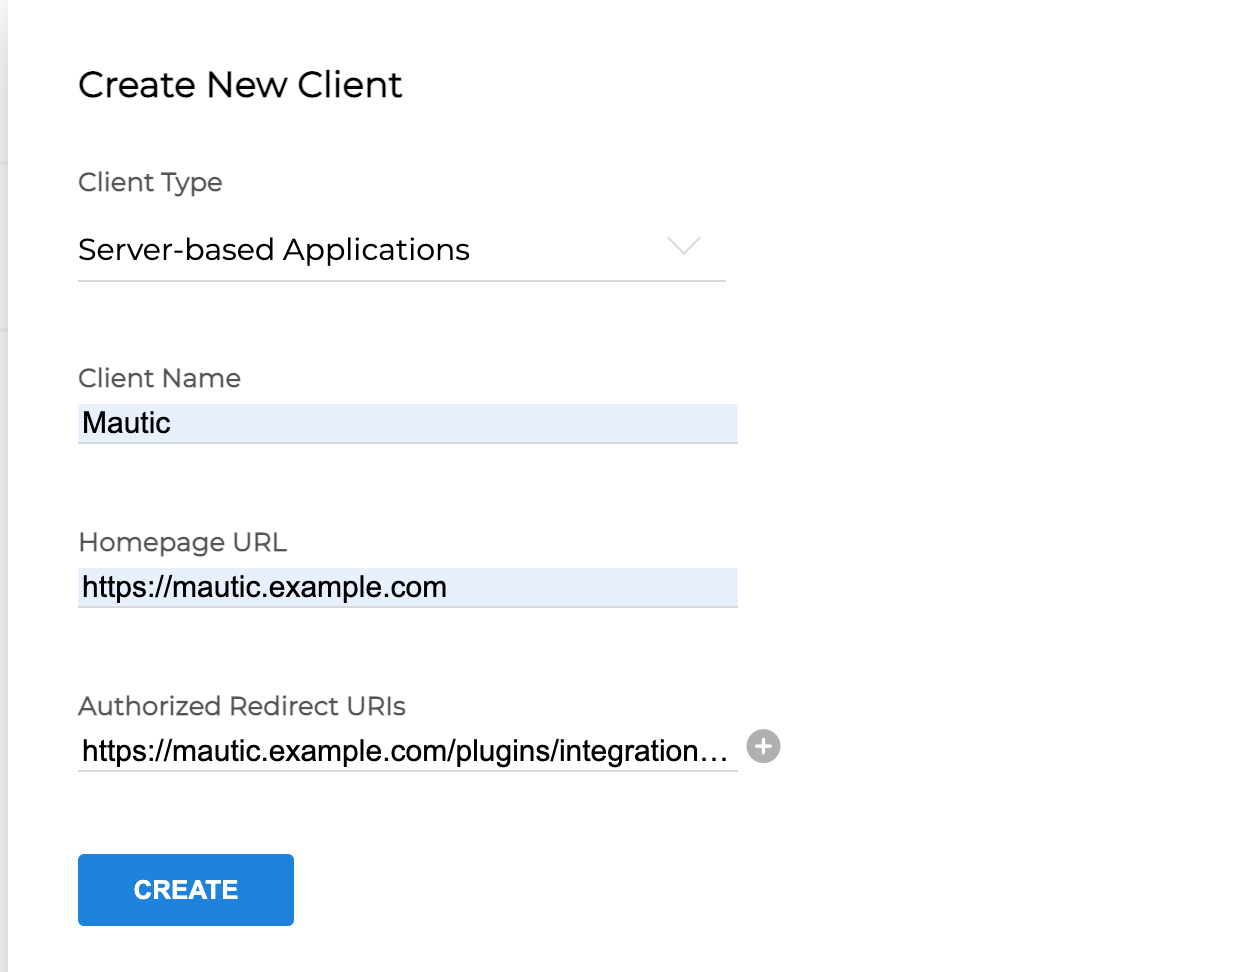 Create New Client
Client Type
Server-based Applications
Client Name
Mautic
Homepage URL
https://mautic.example.com
Authorized Redirect URIs
https://mautic.example.com/plugins/integration…
CREATE